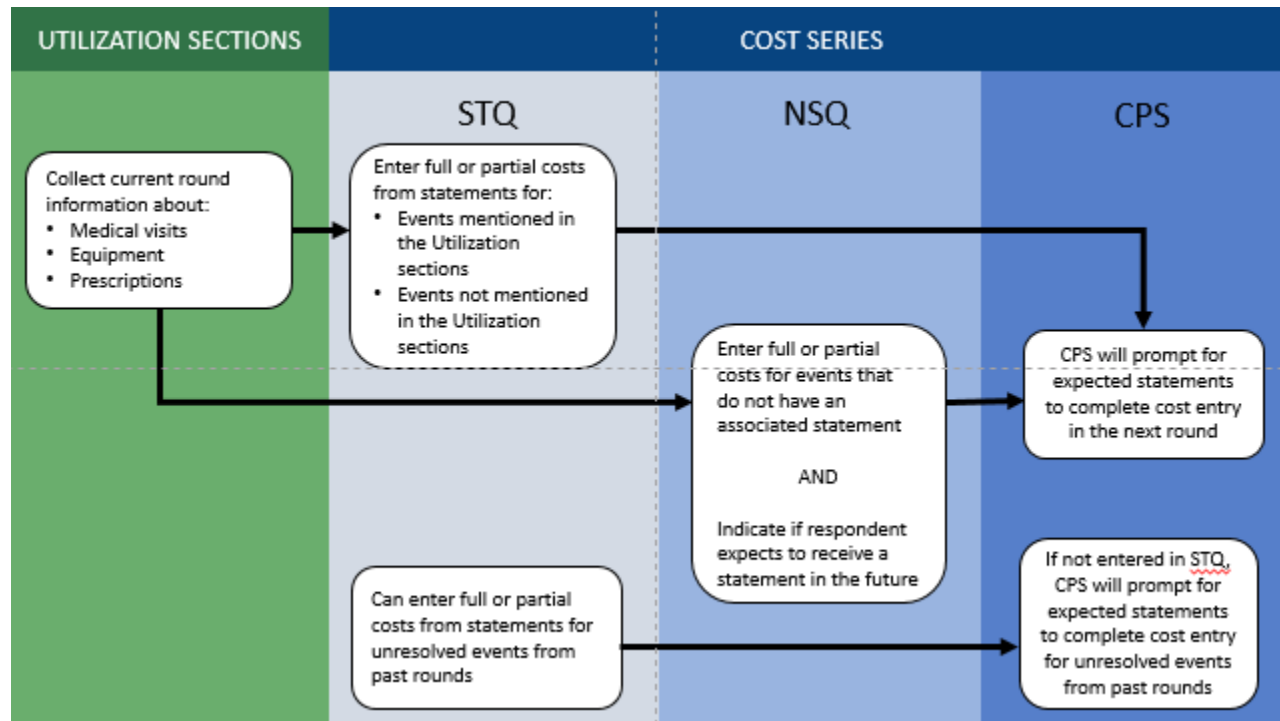 UTILIZATION SECTIONS
COST SERIES
STQ
NSQ
CPS
Collect current round
information about:
• Medical visits
• Equipment
• Prescriptions
Enter full or partial costs
from statements for:
• Events mentioned in
the Utilization
sections
• Events not mentioned
in the Utilization
sections
Enter full or partial
costs for events that
do not have an
associated statement
AND
Indicate if respondent
expects to receive a
statement in the future
CPS will prompt for
expected statements
to complete cost entry
in the next round
Can enter full or partial
costs from statements for
unresolved events from
past rounds
If not entered in STQ,
CPS will prompt for
expected statements
to complete cost entry
for unresolved events
from past rounds